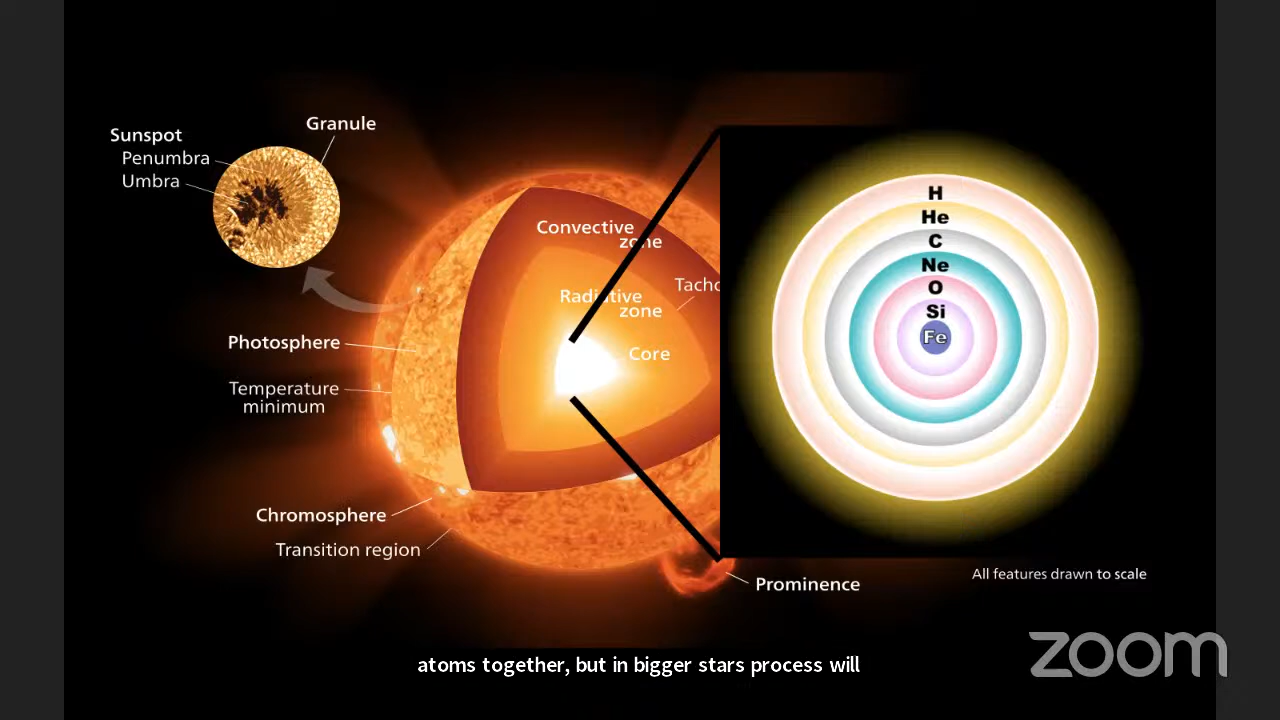 Granule
Sunspot
Penumbra
Umbra
Convective
zone
Radiative
zone
Core
Photosphere
Temperature
minimum
Chromosphere
Transition region
Prominence
H
He
C
Ne
O
Si
Fe
All features drawn to scale
atoms together, but in bigger stars process will
zoom